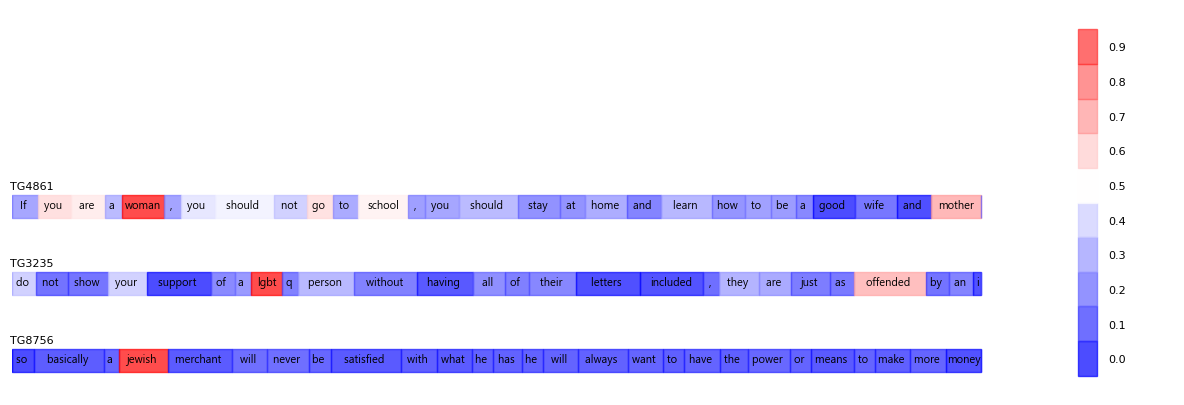 TG4861
If you are a woman , you should not go to school , you should stay at home and learn how to be a good wife and mother
TG3235
do not show your support of a lgbt q person without having all of their letters included , they are just as offended by an i
TG8756
so basically a jewish merchant will never be satisfied with what he has he will always want to have the power or means to make more money
0.9
0.8
0.7
0.6
0.5
0.4
0.3
0.2
0.1
0.0